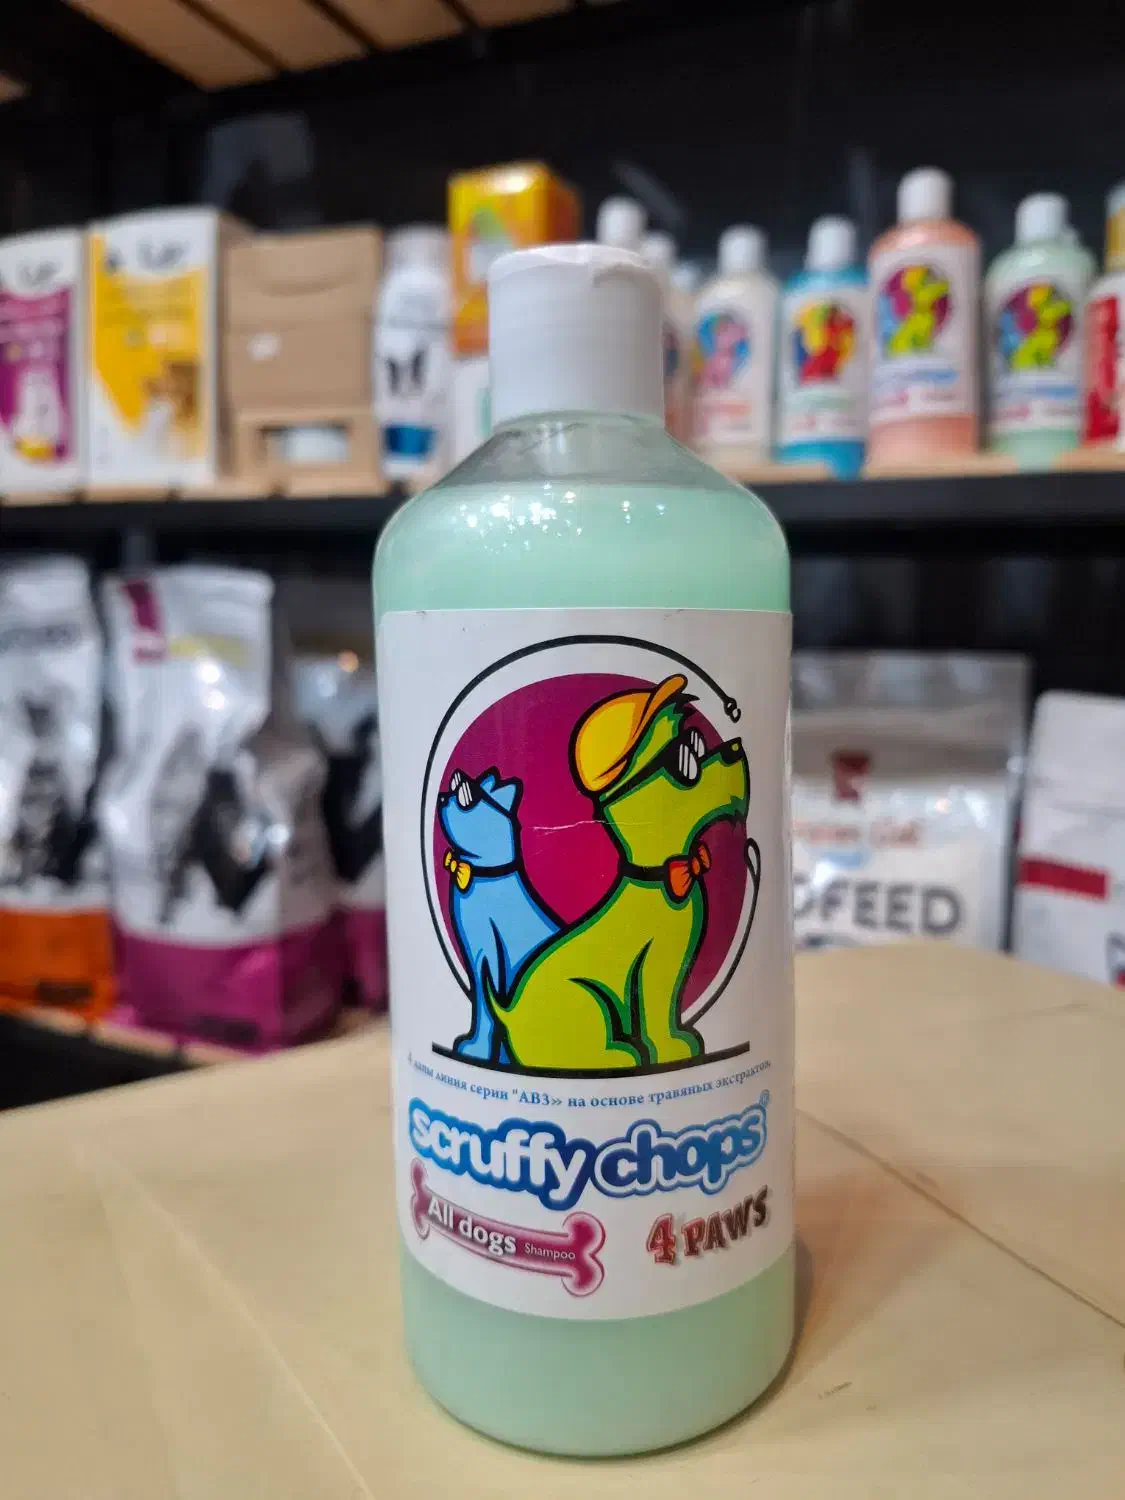 4 лапы линия серии "АВЗ» на основе травяных экстрактов.
scruffy chops®
All dogs Shampoo
4 PAWS
FEED